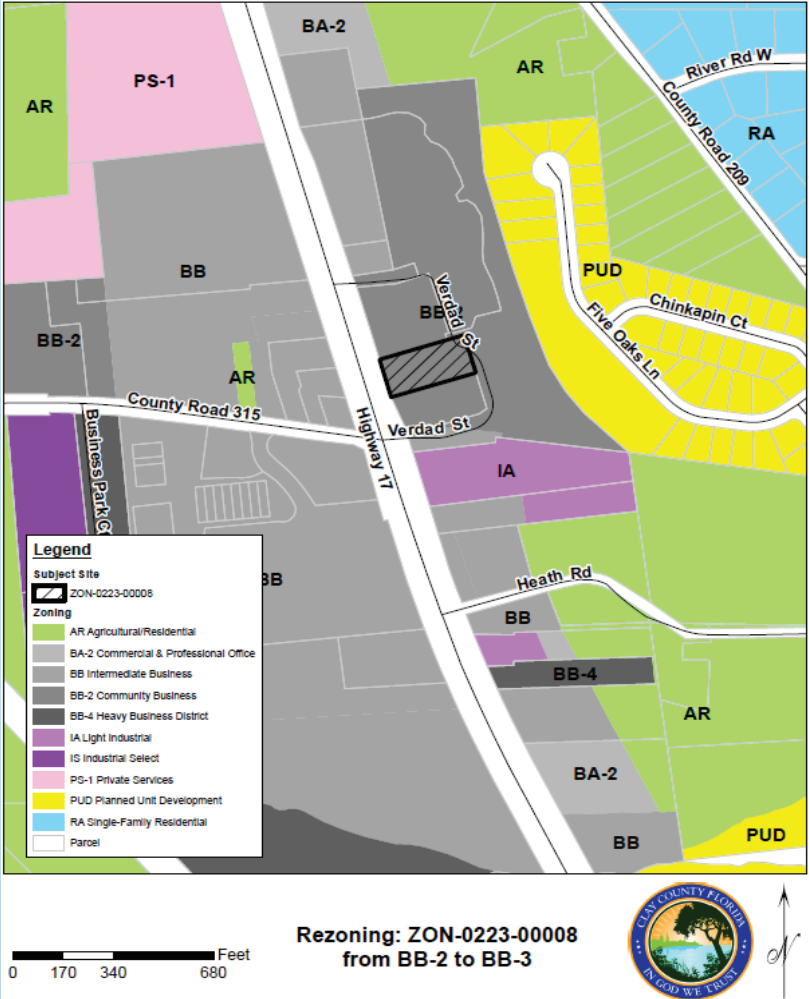 BA-2
AR
PS-1
AR
River Rd W
County Road 209
RA
BB
PUD
Verdad St
BB-2
Chinkapin Ct
Five Oaks Ln
BB-2
AR
County Road 315
Business Park C
Highway 17
Verdad St
IA
Heath Rd
BB
BB
BB-4
AR
BA-2
BB
PUD
Legend
Subject Site
ZON-0223-00008
Zoning
AR Agricultural/Residential
BA-2 Commercial & Professional Office
BB Intermediate Business
BB-2 Community Business
BB-4 Heavy Business District
IA Light Industrial
IS Industrial Select
PS-1 Private Services
PUD Planned Unit Development
RA Single-Family Residential
Parcel
Feet
0 170 340 680
Rezoning: ZON-0223-00008
from BB-2 to BB-3
CLAY COUNTY FLORIDA
IN GOD WE TRUST
N